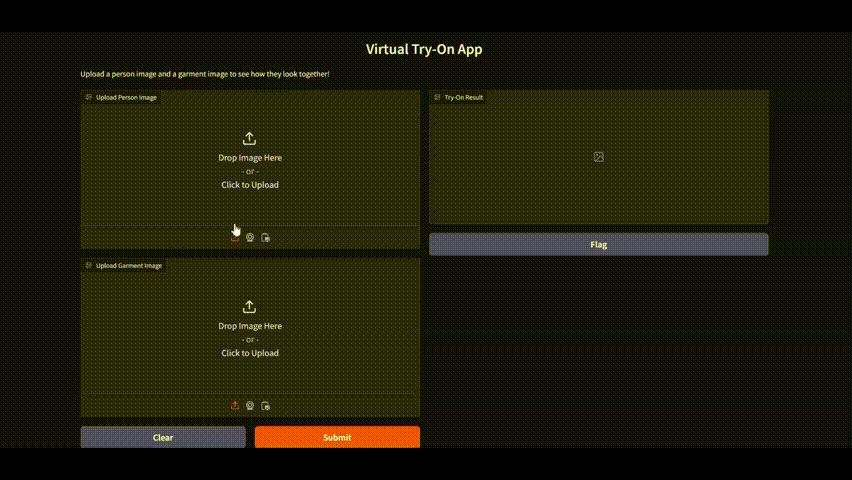 Virtual Try-On App
Upload a person image and a garment image to see how they look together!
Upload Person Image
Drop Image Here
- or -
Click to Upload
Upload Garment Image
Drop Image Here
- or -
Click to Upload
Clear
Submit
Try-On Result
Flag